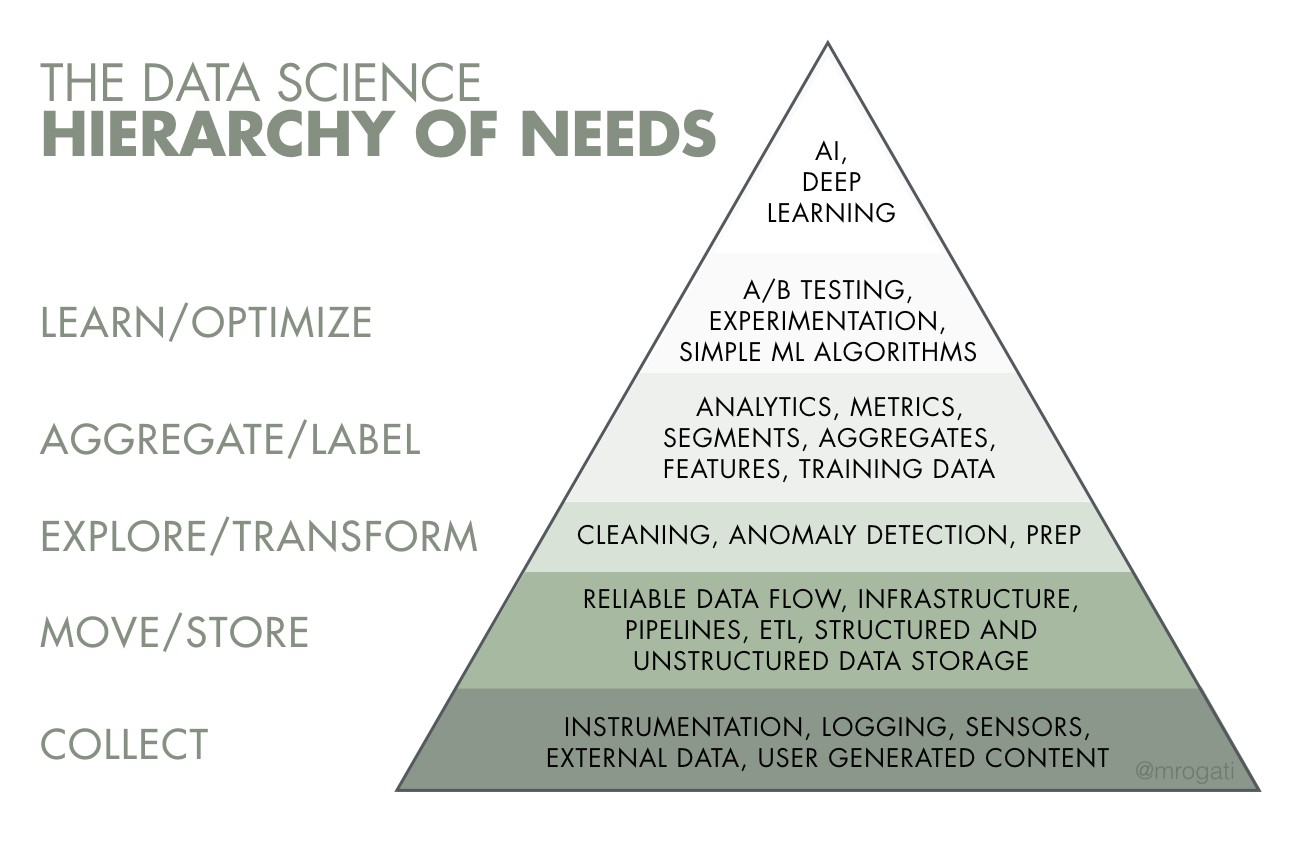 THE DATA SCIENCE
HIERARCHY OF NEEDS
AI,
DEEP
LEARNING
LEARN/OPTIMIZE
A/B TESTING,
EXPERIMENTATION,
SIMPLE ML ALGORITHMS
AGGREGATE/LABEL
ANALYTICS, METRICS,
SEGMENTS, AGGREGATES,
FEATURES, TRAINING DATA
EXPLORE/TRANSFORM
CLEANING, ANOMALY DETECTION, PREP
MOVE/STORE
RELIABLE DATA FLOW, INFRASTRUCTURE,
PIPELINES, ETL, STRUCTURED AND
UNSTRUCTURED DATA STORAGE
COLLECT
INSTRUMENTATION, LOGGING, SENSORS,
EXTERNAL DATA, USER GENERATED CONTENT
@mrogati